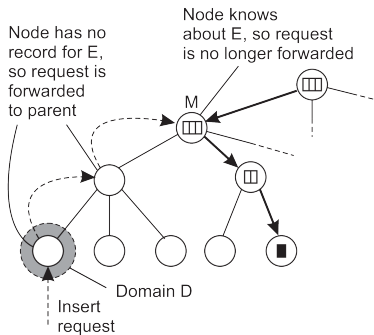 Node has no
record for E,
so request is
forwarded
to parent
Node knows
about E, so request
is no longer forwarded
M
Domain D
Insert
request